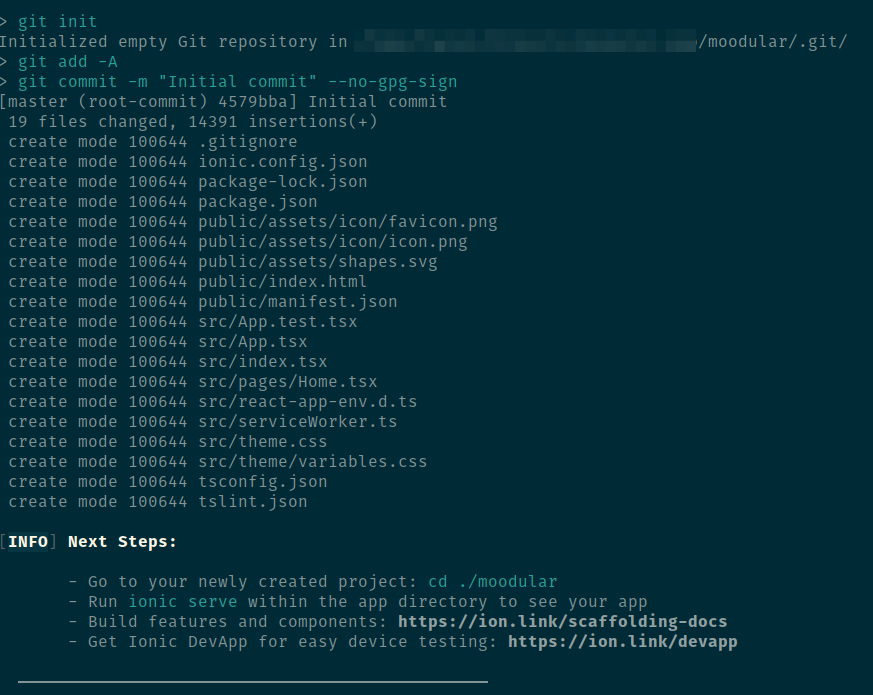 > git init
Initialized empty Git repository in /moodular/.git/
> git add -A
> git commit -m "Initial commit" --no-gpg-sign
[master (root-commit) 4579bba] Initial commit
 19 files changed, 14391 insertions(+)
 create mode 100644 .gitignore
 create mode 100644 ionic.config.json
 create mode 100644 package-lock.json
 create mode 100644 package.json
 create mode 100644 public/assets/icon/favicon.png
 create mode 100644 public/assets/icon/icon.png
 create mode 100644 public/assets/shapes.svg
 create mode 100644 public/index.html
 create mode 100644 public/manifest.json
 create mode 100644 src/App.test.tsx
 create mode 100644 src/App.tsx
 create mode 100644 src/index.tsx
 create mode 100644 src/pages/Home.tsx
 create mode 100644 src/react-app-env.d.ts
 create mode 100644 src/serviceWorker.ts
 create mode 100644 src/theme.css
 create mode 100644 src/theme/variables.css
 create mode 100644 tsconfig.json
 create mode 100644 tslint.json
[INFO] Next Steps:
- Go to your newly created project: cd ./moodular
- Run ionic serve within the app directory to see your app
- Build features and components: https://ion.link/scaffolding-docs
- Get Ionic DevApp for easy device testing: https://ion.link/devapp